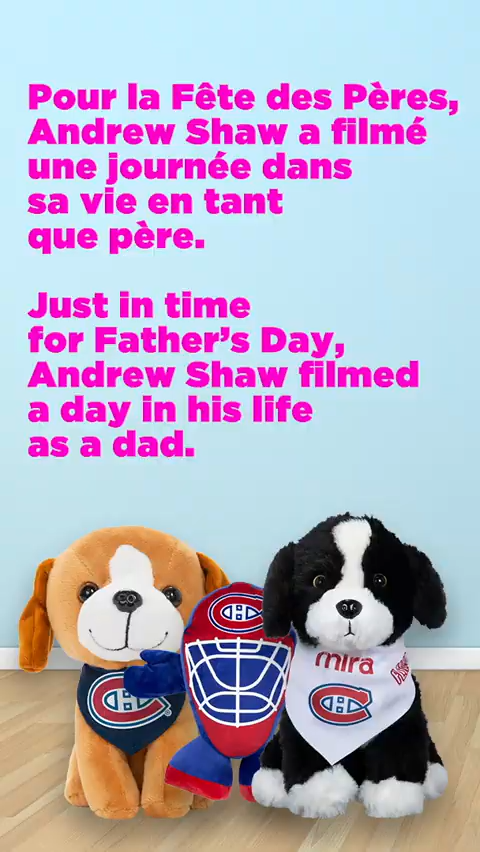 Pour la Fête des Pères,
Andrew Shaw a filmé
une journée dans
sa vie en tant
que père.
Just in time
for Father's Day,
Andrew Shaw filmed
a day in his life
as a dad.
mira